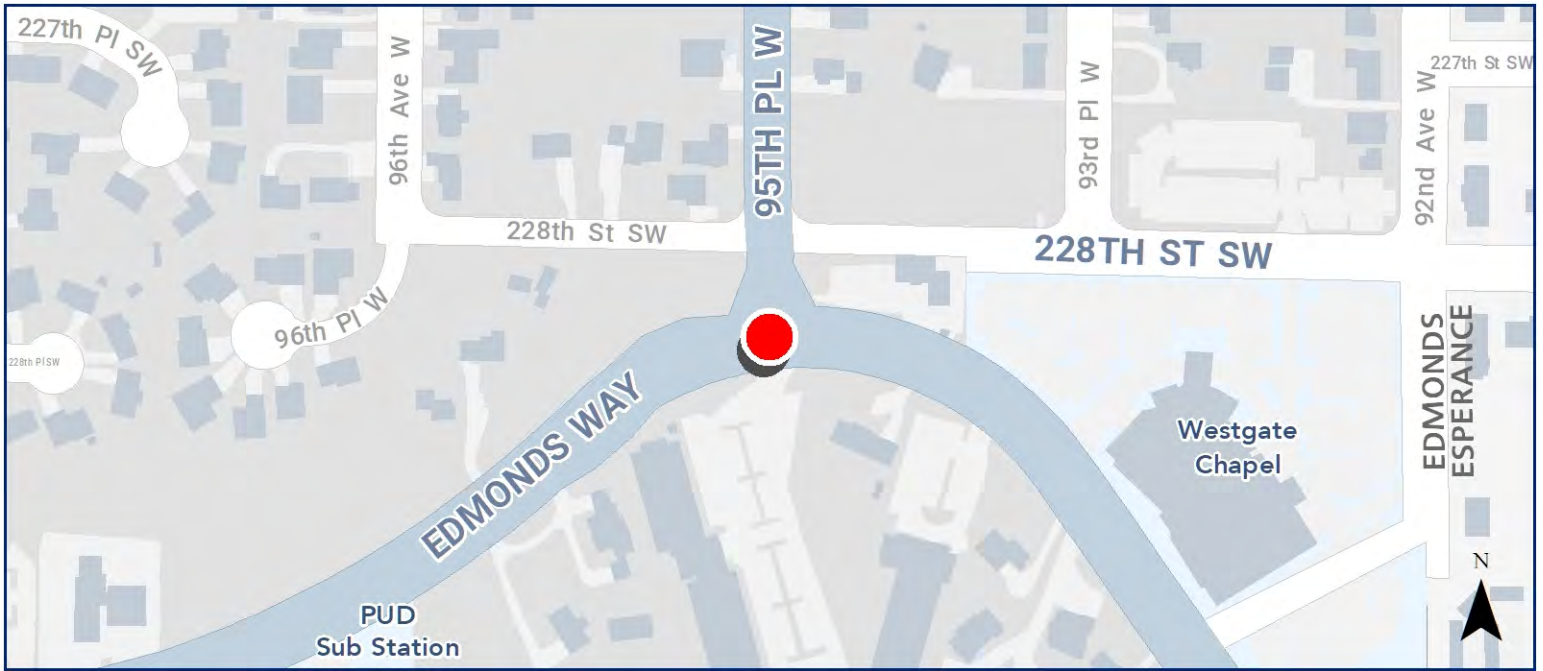 227th Pl SW
96th Ave W
95TH PL W
93rd Pl W
92nd Ave W
227th St SW
228th St SW
228TH ST SW
96th Pl W
228th Pl SW
EDMONDS WAY
EDMONDS
ESPERANCE
Westgate
Chapel
PUD
Sub Station
N